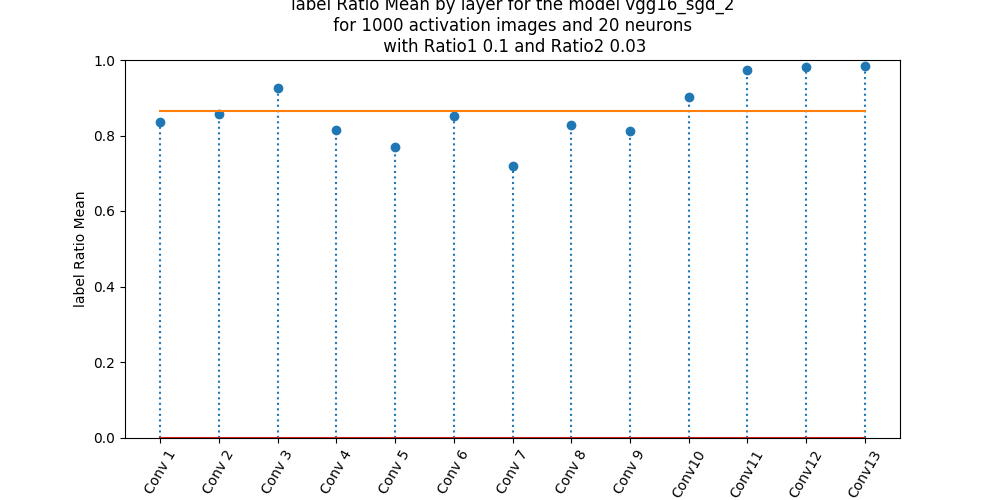 label Ratio Mean by layer for the model vgg16_sgd_2
for 1000 activation images and 20 neurons
with Ratio1 0.1 and Ratio2 0.03
1.0
0.8
0.6
0.4
0.2
0.0
label Ratio Mean
Conv 1
Conv 2
Conv 3
Conv 4
Conv 5
Conv 6
Conv 7
Conv 8
Conv 9
Conv10
Conv11
Conv12
Conv13